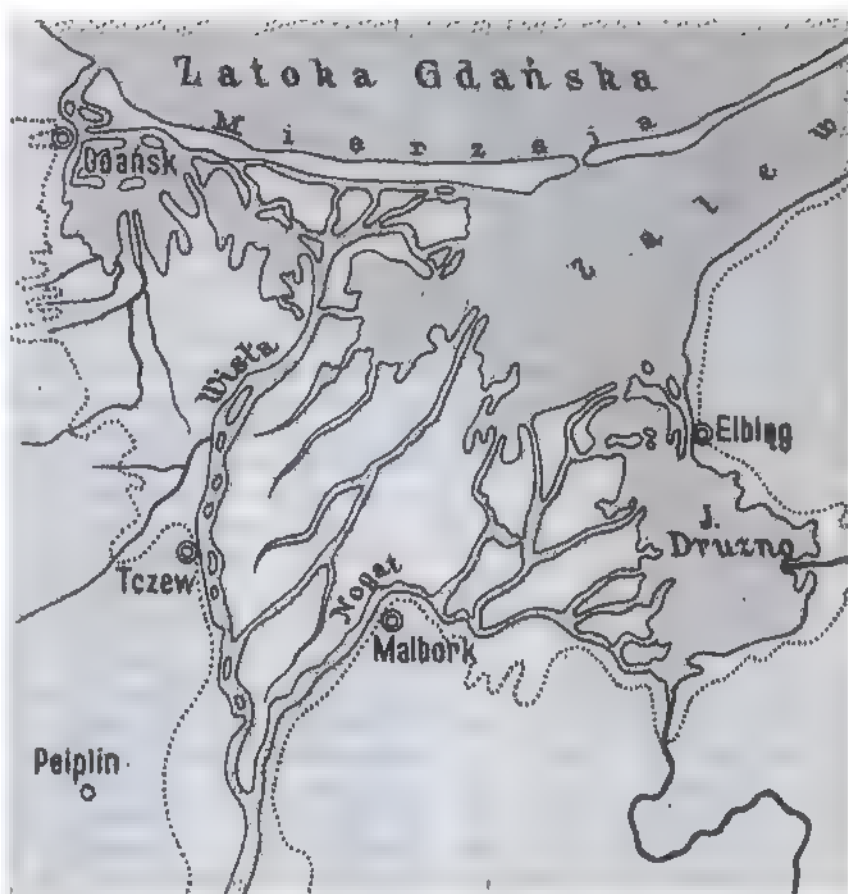 Zatoka Gdańska
Mierzeja
Gdańsk
Zalew
Wisła
Elbląg
J.
Druzno
Tczew
Nogat
Malbork
Pelplin